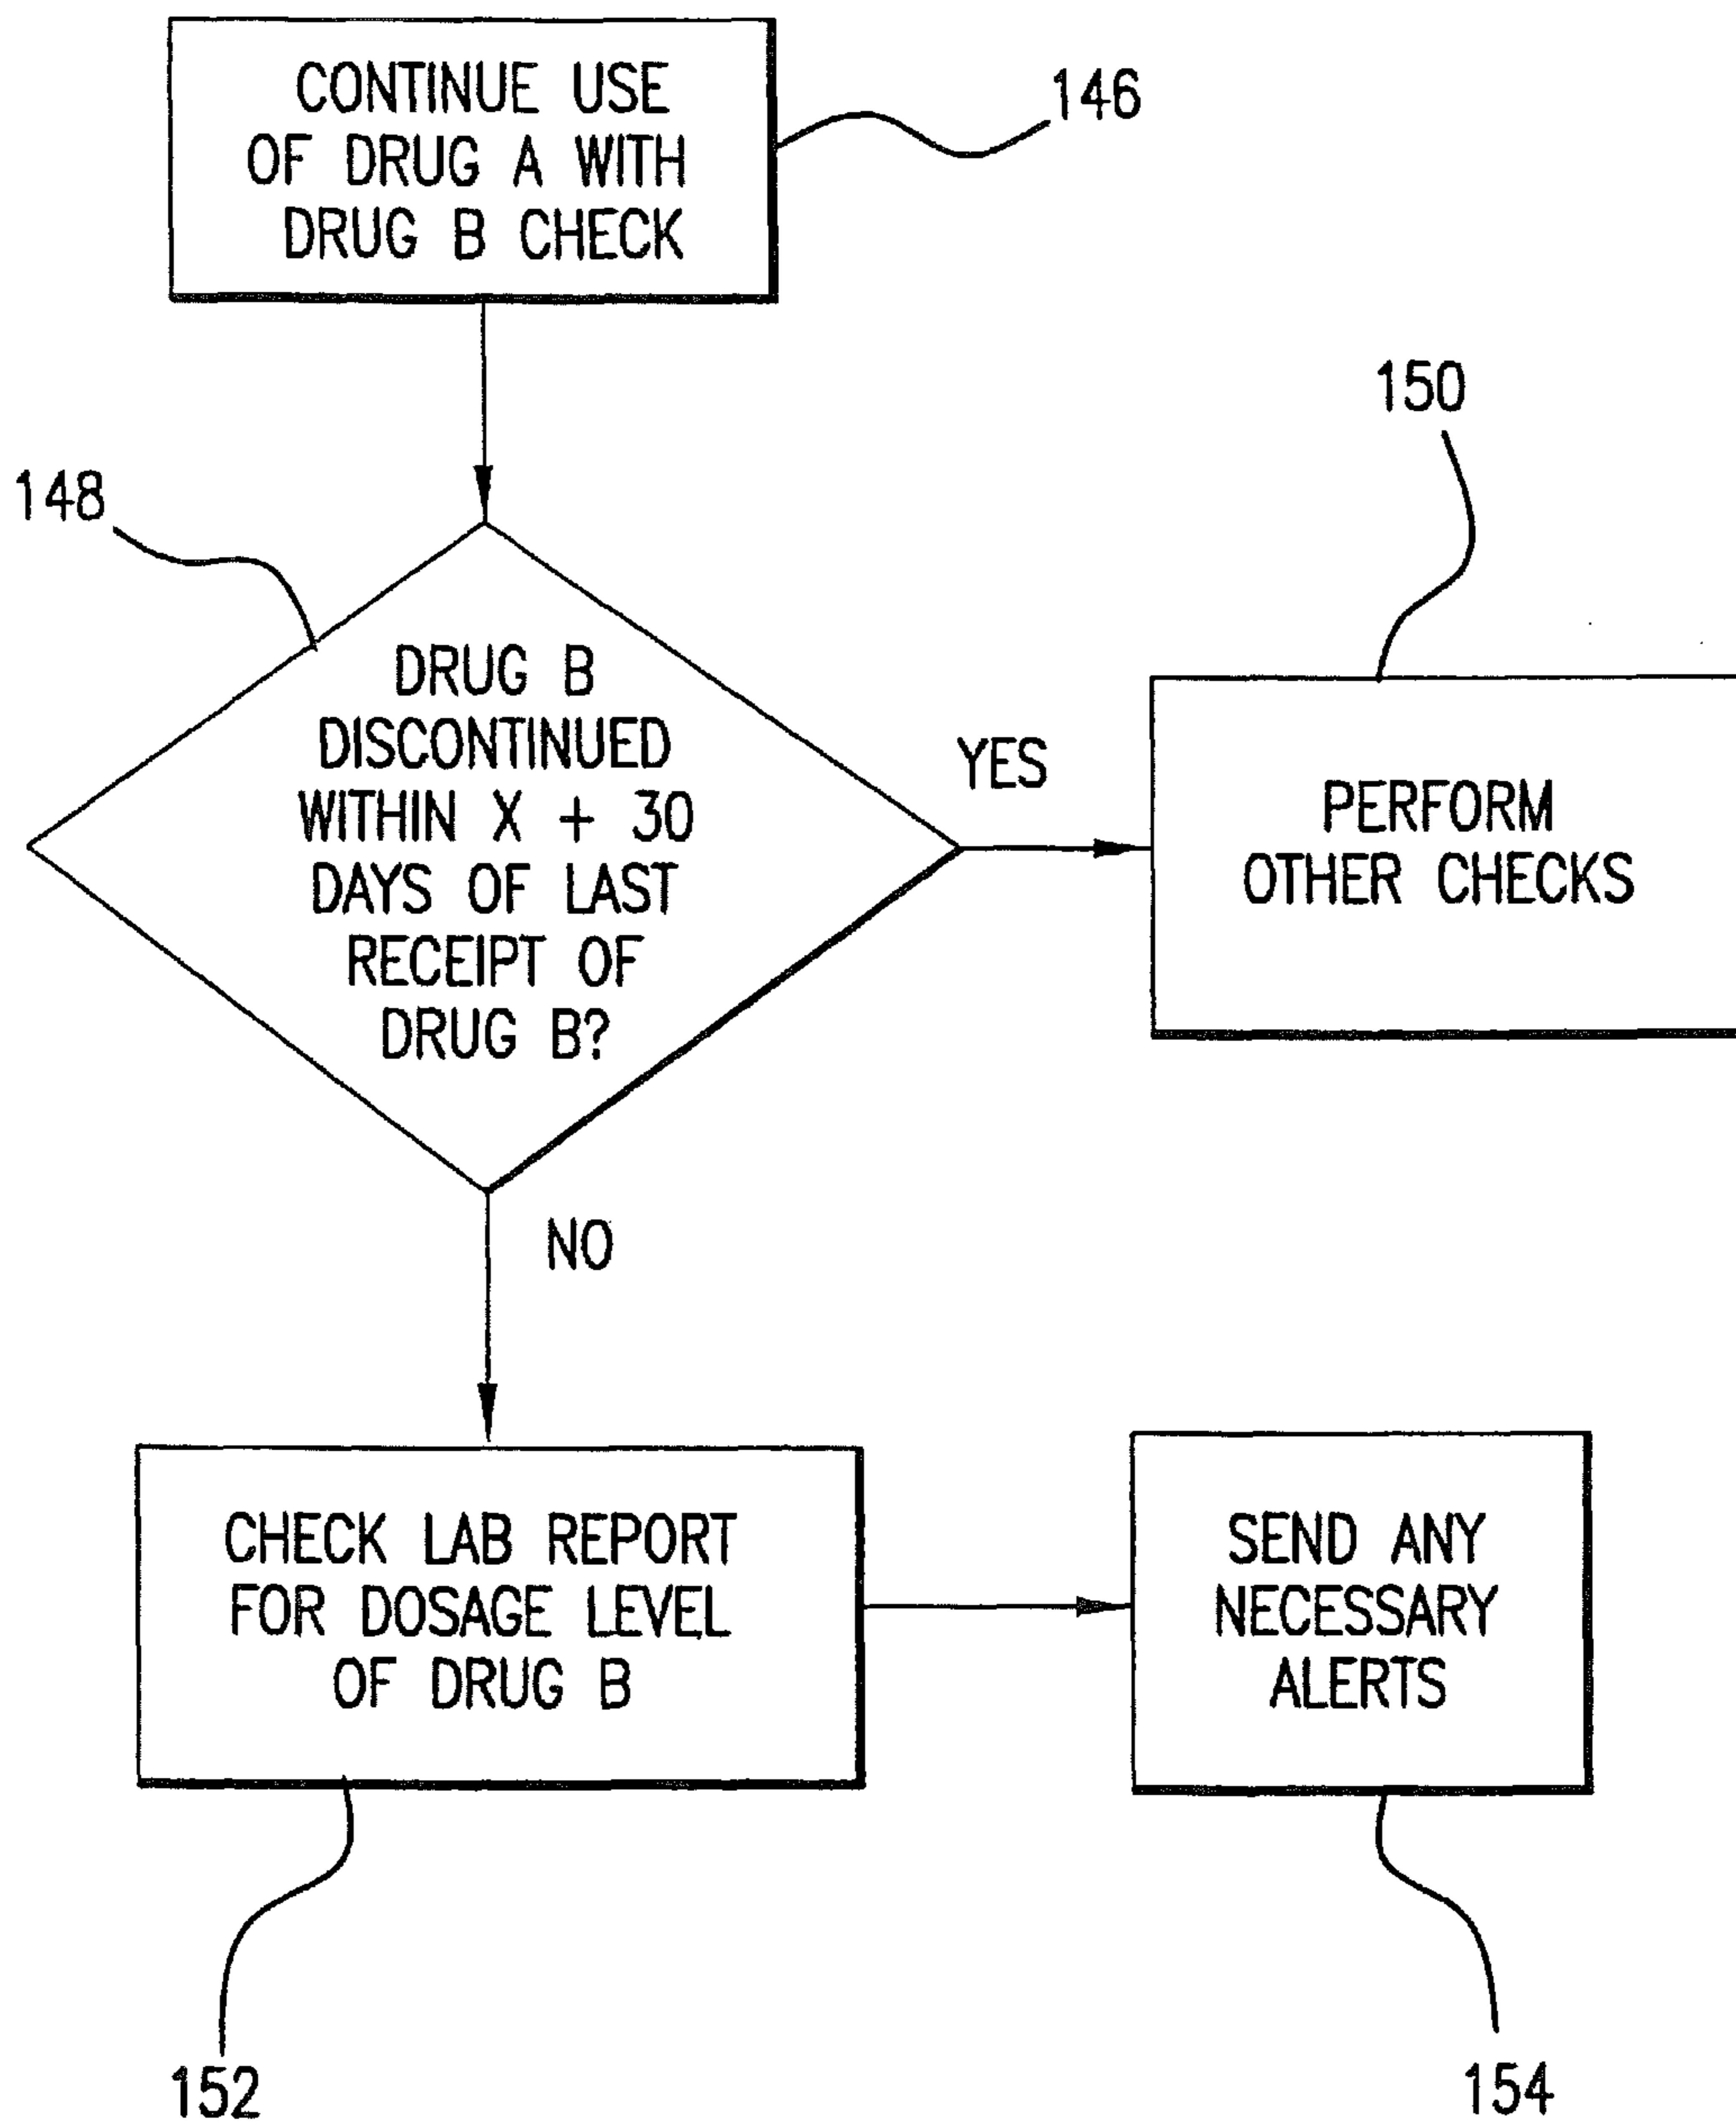 CONTINUE USE
OF DRUG A WITH
DRUG B CHECK
146
148
DRUG B
DISCONTINUED
WITHIN X + 30
DAYS OF LAST
RECEIPT OF
DRUG B?
YES
150
PERFORM
OTHER CHECKS
NO
CHECK LAB REPORT
FOR DOSAGE LEVEL
OF DRUG B
152
SEND ANY
NECESSARY
ALERTS
154